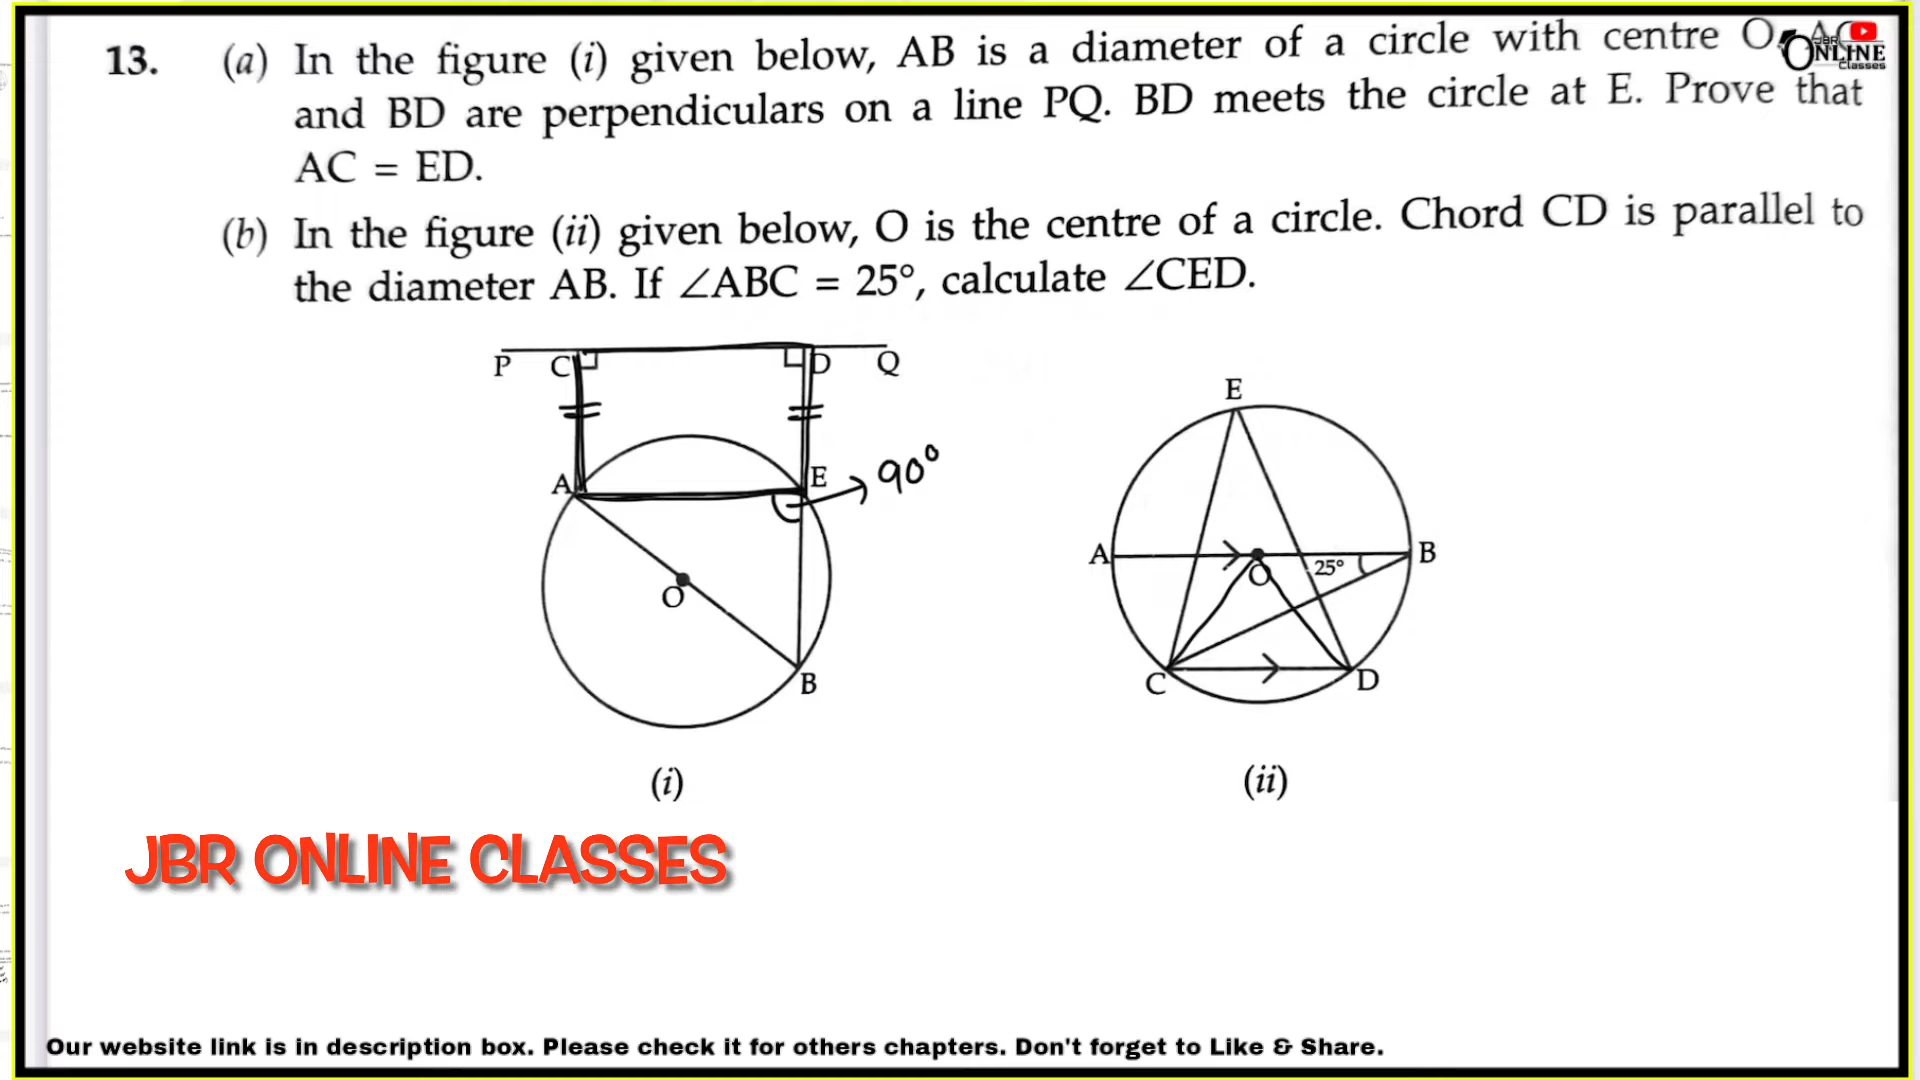 13. (a) In the figure (i) given below, AB is a diameter of a circle with centre O. AC
JBR
ONLINE
Classes
and BD are perpendiculars on a line PQ. BD meets the circle at E. Prove that
AC = ED.
(b) In the figure (ii) given below, O is the centre of a circle. Chord CD is parallel to
the diameter AB. If ∠ABC = 25°, calculate ∠CED.
P C D Q
A E 90°
O
B
(i)
E
A O 25° B
C D
(ii)
JBR ONLINE CLASSES
Our website link is in description box. Please check it for others chapters. Don't forget to Like & Share.